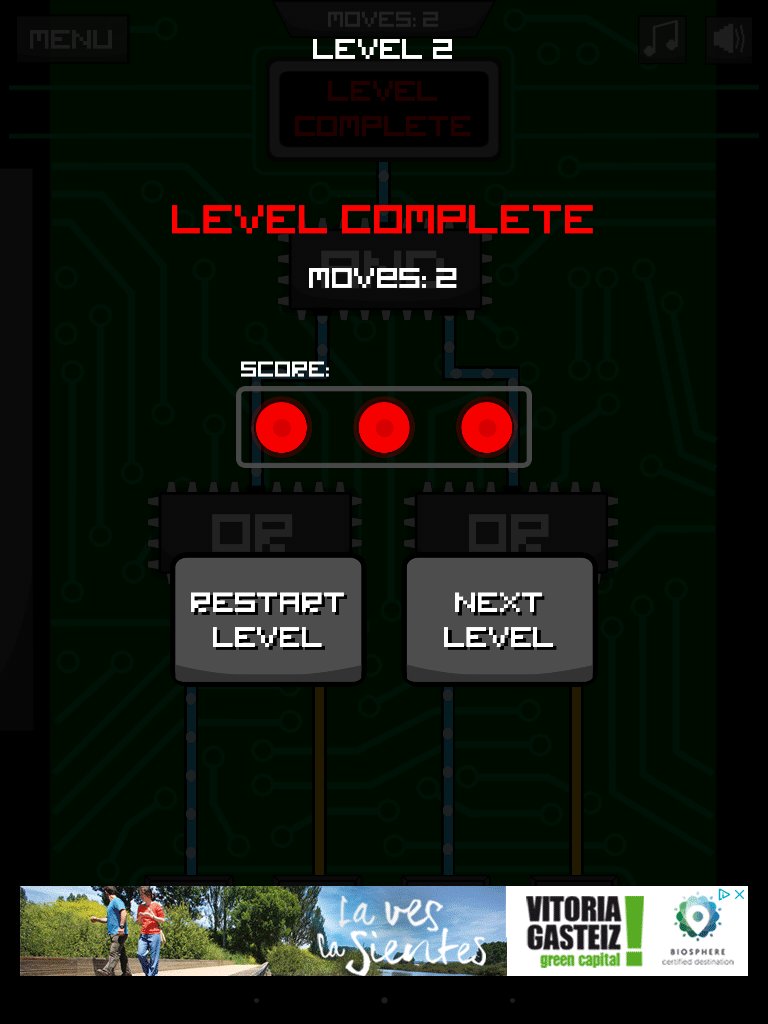 MOVES: 2
MENU
LEVEL 2
LEVEL
COMPLETE
LEVEL COMPLETE
AND
MOVES: 2
SCORE:
OR
OR
RESTART
LEVEL
NEXT
LEVEL
La ves
la Sientes
VITORIA
GASTEIZ!
green capital
BIOSPHERE
certified destination